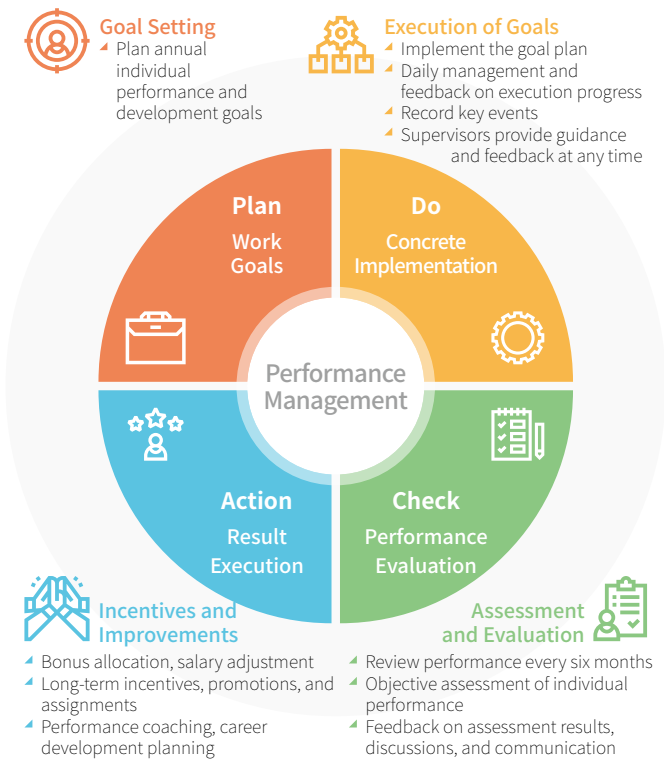 Goal Setting
Plan annual
individual
performance and
development goals
Execution of Goals
Implement the goal plan
Daily management and
feedback on execution progress
Record key events
Supervisors provide guidance
and feedback at any time
Plan
Work
Goals
Do
Concrete
Implementation
Performance
Management
Action
Result
Execution
Check
Performance
Evaluation
Incentives and
Improvements
Bonus allocation, salary adjustment
Long-term incentives, promotions, and
assignments
Performance coaching, career
development planning
Assessment
and Evaluation
Review performance every six months
Objective assessment of individual
performance
Feedback on assessment results,
discussions, and communication